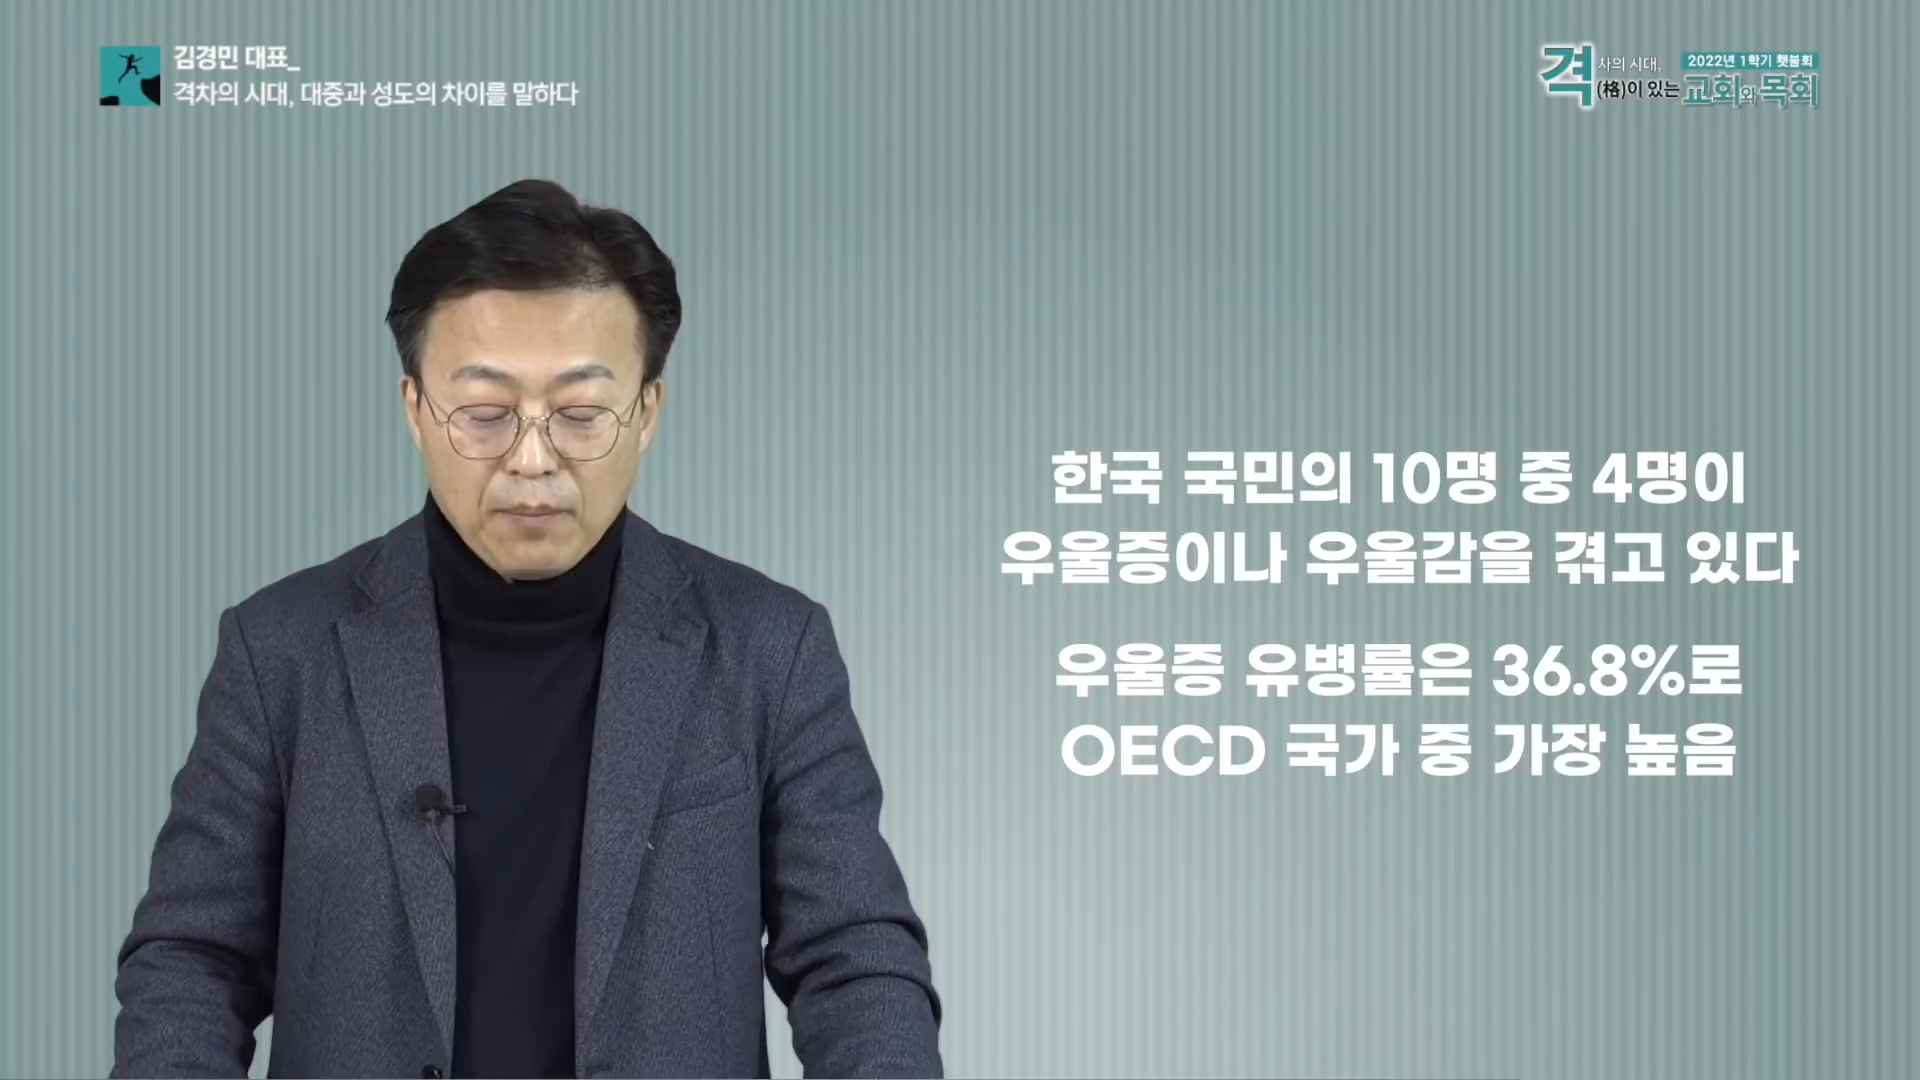 김경민 대표_
격차의 시대, 대중과 성도의 차이를 말하다
격차의 시대,
(格)이 있는
2022년 1학기 횃불회
교회와 목회
한국 국민의 10명 중 4명이
우울증이나 우울감을 겪고 있다
우울증 유병률은 36.8%로
OECD 국가 중 가장 높음